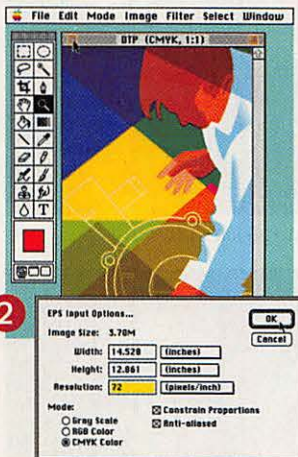 File Edit Mode Image Filter Select Window
DTP (CMYK, 1:1)
T
2
EPS Input Options...
OK
Cancel
Image Size: 3.70M
Width: 14.528 (inches)
Height: 12.861 (inches)
Resolution: 72 (pixels/inch)
Mode:
Constrain Proportions
Gray Scale
Anti-aliased
RGB Color
CMYK Color